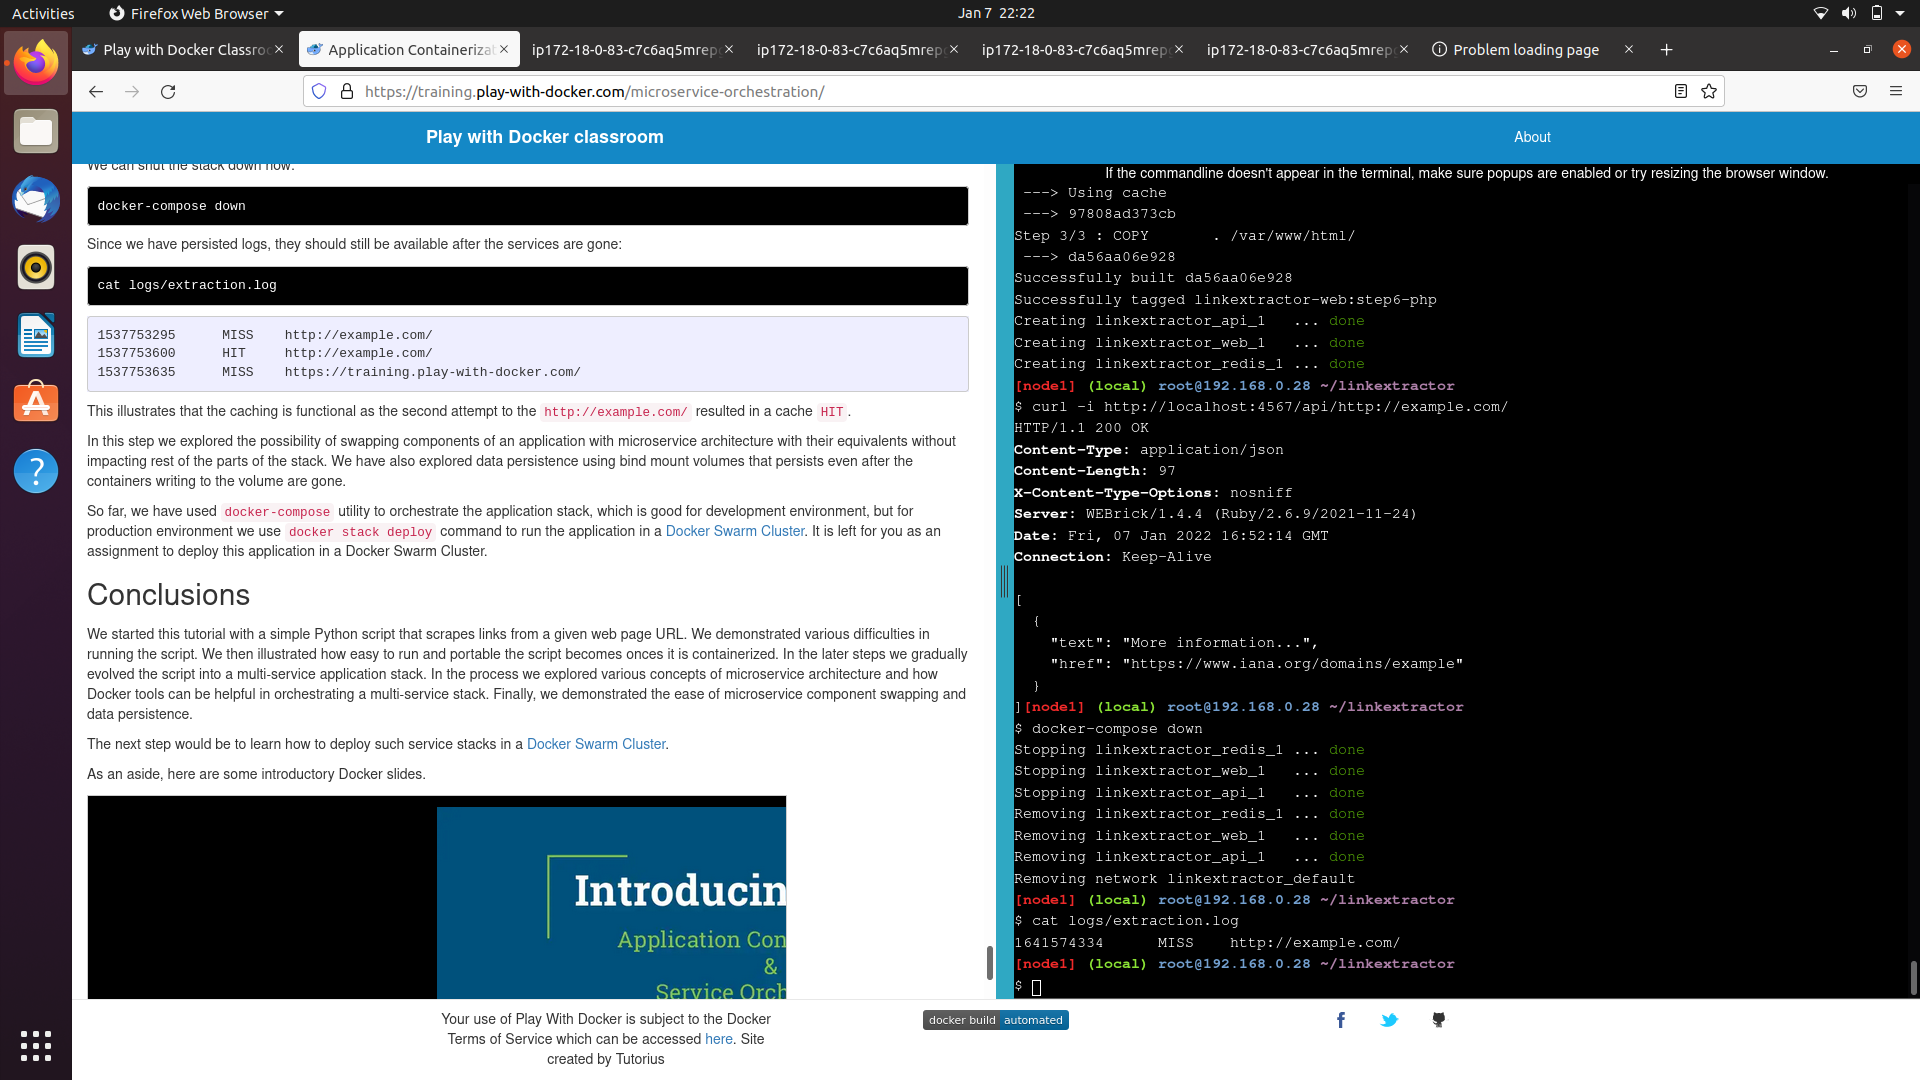 Activities
Firefox Web Browser
Jan 7 22:22
Play with Docker Classro
Application Containerizat
ip172-18-0-83-c7c6aq5mrep
ip172-18-0-83-c7c6aq5mrep
ip172-18-0-83-c7c6aq5mrep
ip172-18-0-83-c7c6aq5mrep
Problem loading page
https://training.play-with-docker.com/microservice-orchestration/
Play with Docker classroom
About
We can shut the stack down now:
docker-compose down
Since we have persisted logs, they should still be available after the services are gone:
cat logs/extraction.log
1537753295 MISS http://example.com/
1537753600 HIT http://example.com/
1537753635 MISS https://training.play-with-docker.com/
This illustrates that the caching is functional as the second attempt to the http://example.com/ resulted in a cache HIT.
In this step we explored the possibility of swapping components of an application with microservice architecture with their equivalents without
impacting rest of the parts of the stack. We have also explored data persistence using bind mount volumes that persists even after the
containers writing to the volume are gone.
So far, we have used docker-compose utility to orchestrate the application stack, which is good for development environment, but for
production environment we use docker stack deploy command to run the application in a Docker Swarm Cluster. It is left for you as an
assignment to deploy this application in a Docker Swarm Cluster.
Conclusions
We started this tutorial with a simple Python script that scrapes links from a given web page URL. We demonstrated various difficulties in
running the script. We then illustrated how easy to run and portable the script becomes onces it is containerized. In the later steps we gradually
evolved the script into a multi-service application stack. In the process we explored various concepts of microservice architecture and how
Docker tools can be helpful in orchestrating a multi-service stack. Finally, we demonstrated the ease of microservice component swapping and
data persistence.
The next step would be to learn how to deploy such service stacks in a Docker Swarm Cluster.
As an aside, here are some introductory Docker slides.
Introducin
Application Con
&
Service Orch
If the commandline doesn't appear in the terminal, make sure popups are enabled or try resizing the browser window.
---> Using cache
---> 97808ad373cb
Step 3/3 : COPY . /var/www/html/
---> da56aa06e928
Successfully built da56aa06e928
Successfully tagged linkextractor-web:step6-php
Creating linkextractor_api_1 ... done
Creating linkextractor_web_1 ... done
Creating linkextractor_redis_1 ... done
[node1] (local) root@192.168.0.28 ~/linkextractor
$ curl -i http://localhost:4567/api/http://example.com/
HTTP/1.1 200 OK
Content-Type: application/json
Content-Length: 97
X-Content-Type-Options: nosniff
Server: WEBrick/1.4.4 (Ruby/2.6.9/2021-11-24)
Date: Fri, 07 Jan 2022 16:52:14 GMT
Connection: Keep-Alive
[
{
"text": "More information...",
"href": "https://www.iana.org/domains/example"
}
][node1] (local) root@192.168.0.28 ~/linkextractor
$ docker-compose down
Stopping linkextractor_redis_1 ... done
Stopping linkextractor_web_1 ... done
Stopping linkextractor_api_1 ... done
Removing linkextractor_redis_1 ... done
Removing linkextractor_web_1 ... done
Removing linkextractor_api_1 ... done
Removing network linkextractor_default
[node1] (local) root@192.168.0.28 ~/linkextractor
$ cat logs/extraction.log
1641574334 MISS http://example.com/
[node1] (local) root@192.168.0.28 ~/linkextractor
$
Your use of Play With Docker is subject to the Docker
Terms of Service which can be accessed here. Site
created by Tutorius
docker build automated